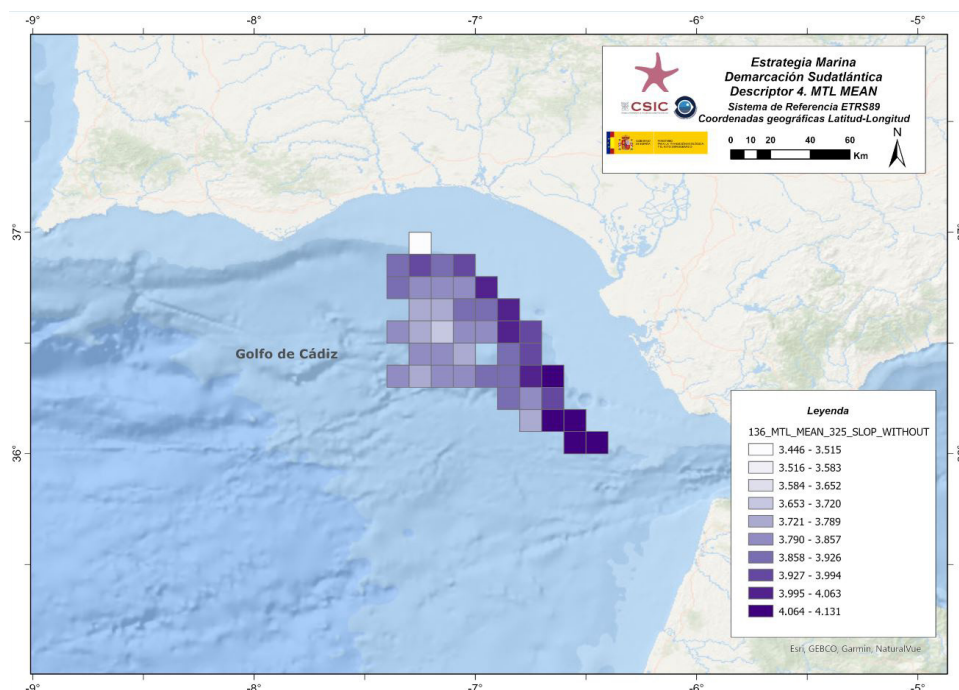 -9°
-8°
-7°
-6°
-5°
Estrategia Marina
Demarcación Sudatlántica
Descriptor 4. MTL MEAN
Sistema de Referencia ETRS89
Coordenadas geográficas Latitud-Longitud
CSIC
0 10 20 40 60
Km
N
37°
37°
Golfo de Cádiz
36°
Leyenda
136_MTL_MEAN_325_SLOP_WITHOUT
3.446 - 3.515
3.516 - 3.583
3.584 - 3.652
3.653 - 3.720
3.721 - 3.789
3.790 - 3.857
3.858 - 3.926
3.927 - 3.994
3.995 - 4.063
4.064 - 4.131
Esri, GEBCO, Garmin, NaturalVue
-9°
-8°
-7°
-6°
-5°